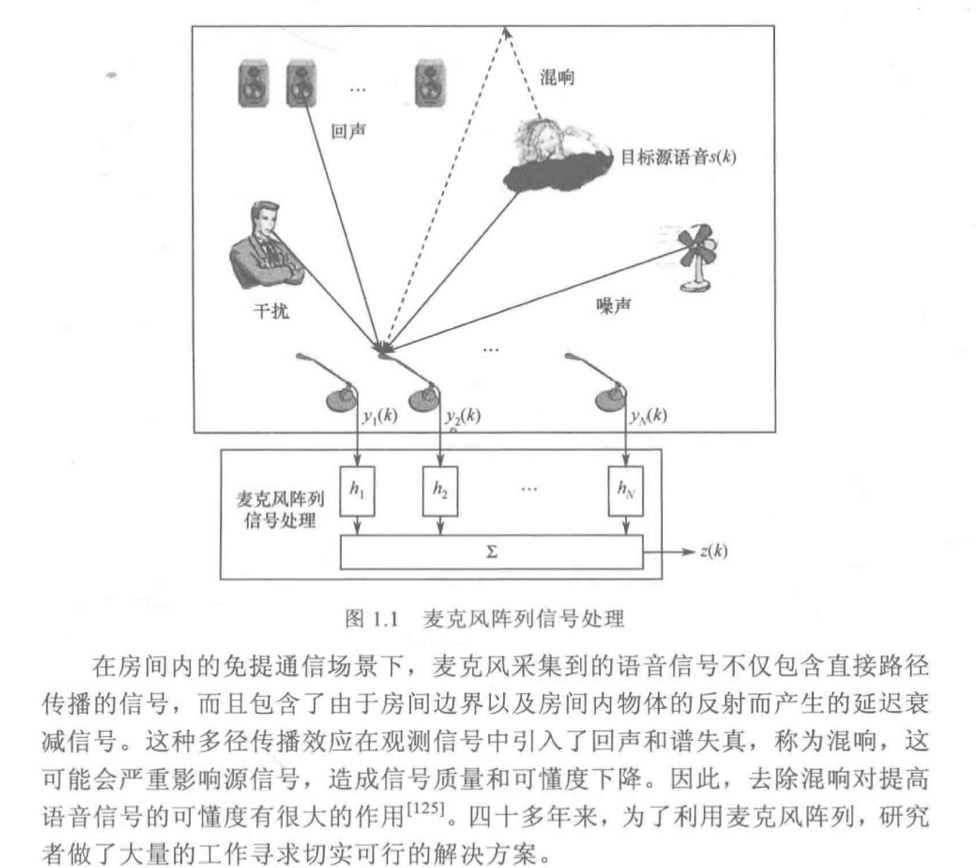 混响
…
回声
目标源语音s(k)
干扰
噪声
…
y₁(k)
y₂(k)
y_N(k)
麦克风阵列
信号处理
h₁
h₂
…
h_N
Σ
z(k)
图 1.1 麦克风阵列信号处理
在房间内的免提通信场景下，麦克风采集到的语音信号不仅包含直接路径
传播的信号，而且包含了由于房间边界以及房间内物体的反射而产生的延迟衰
减信号。这种多径传播效应在观测信号中引入了回声和谱失真，称为混响，这
可能会严重影响源信号，造成信号质量和可懂度下降。因此，去除混响对提高
语音信号的可懂度有很大的作用[125]。四十多年来，为了利用麦克风阵列，研究
者做了大量的工作寻求切实可行的解决方案。